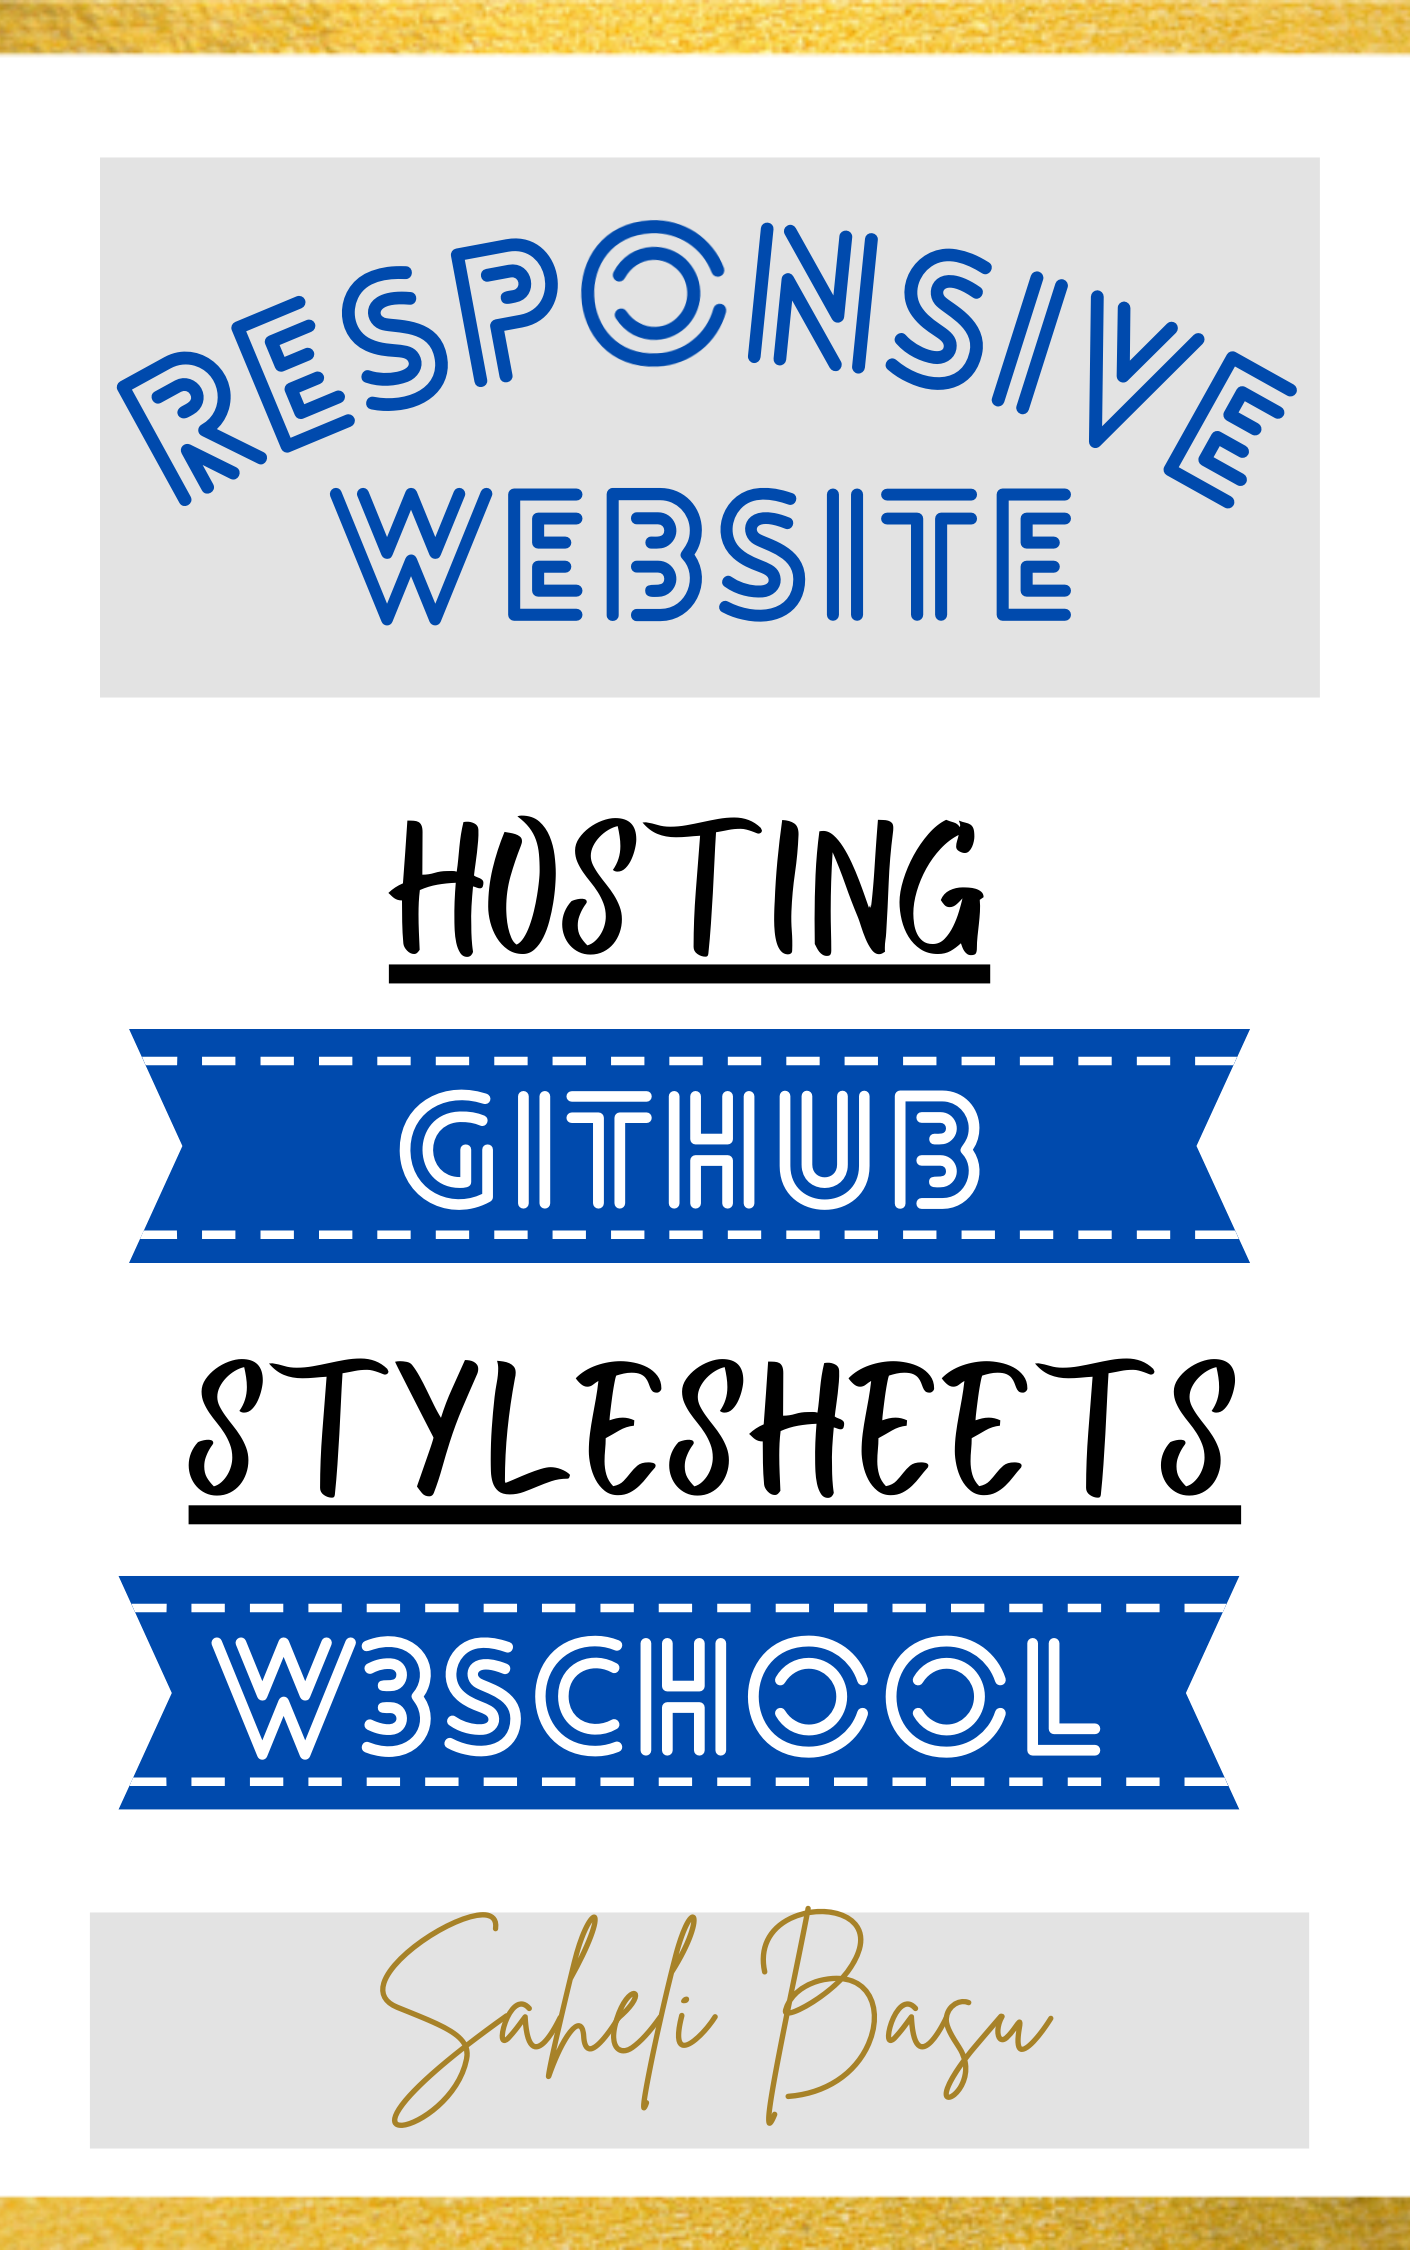 RESPONSIVE
WEBSITE
HOSTING
GITHUB
STYLESHEETS
W3SCHOOL
Saheli Basu